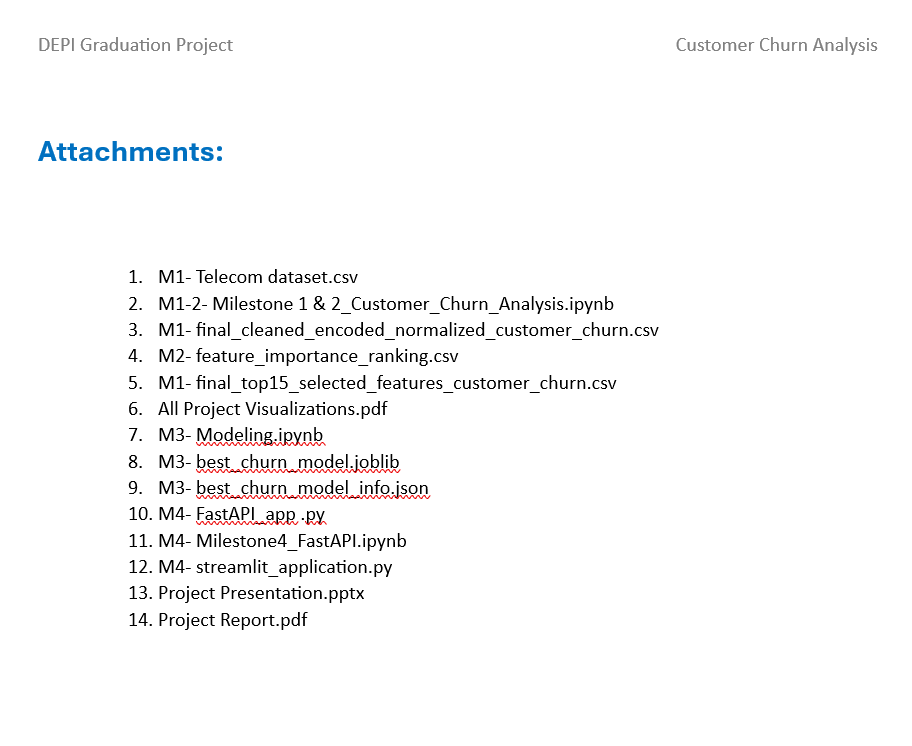 DEPI Graduation Project
Customer Churn Analysis
Attachments:
1. M1- Telecom dataset.csv
2. M1-2- Milestone 1 & 2_Customer_Churn_Analysis.ipynb
3. M1- final_cleaned_encoded_normalized_customer_churn.csv
4. M2- feature_importance_ranking.csv
5. M1- final_top15_selected_features_customer_churn.csv
6. All Project Visualizations.pdf
7. M3- Modeling.ipynb
8. M3- best_churn_model.joblib
9. M3- best_churn_model_info.json
10. M4- FastAPI_app .py
11. M4- Milestone4_FastAPI.ipynb
12. M4- streamlit_application.py
13. Project Presentation.pptx
14. Project Report.pdf